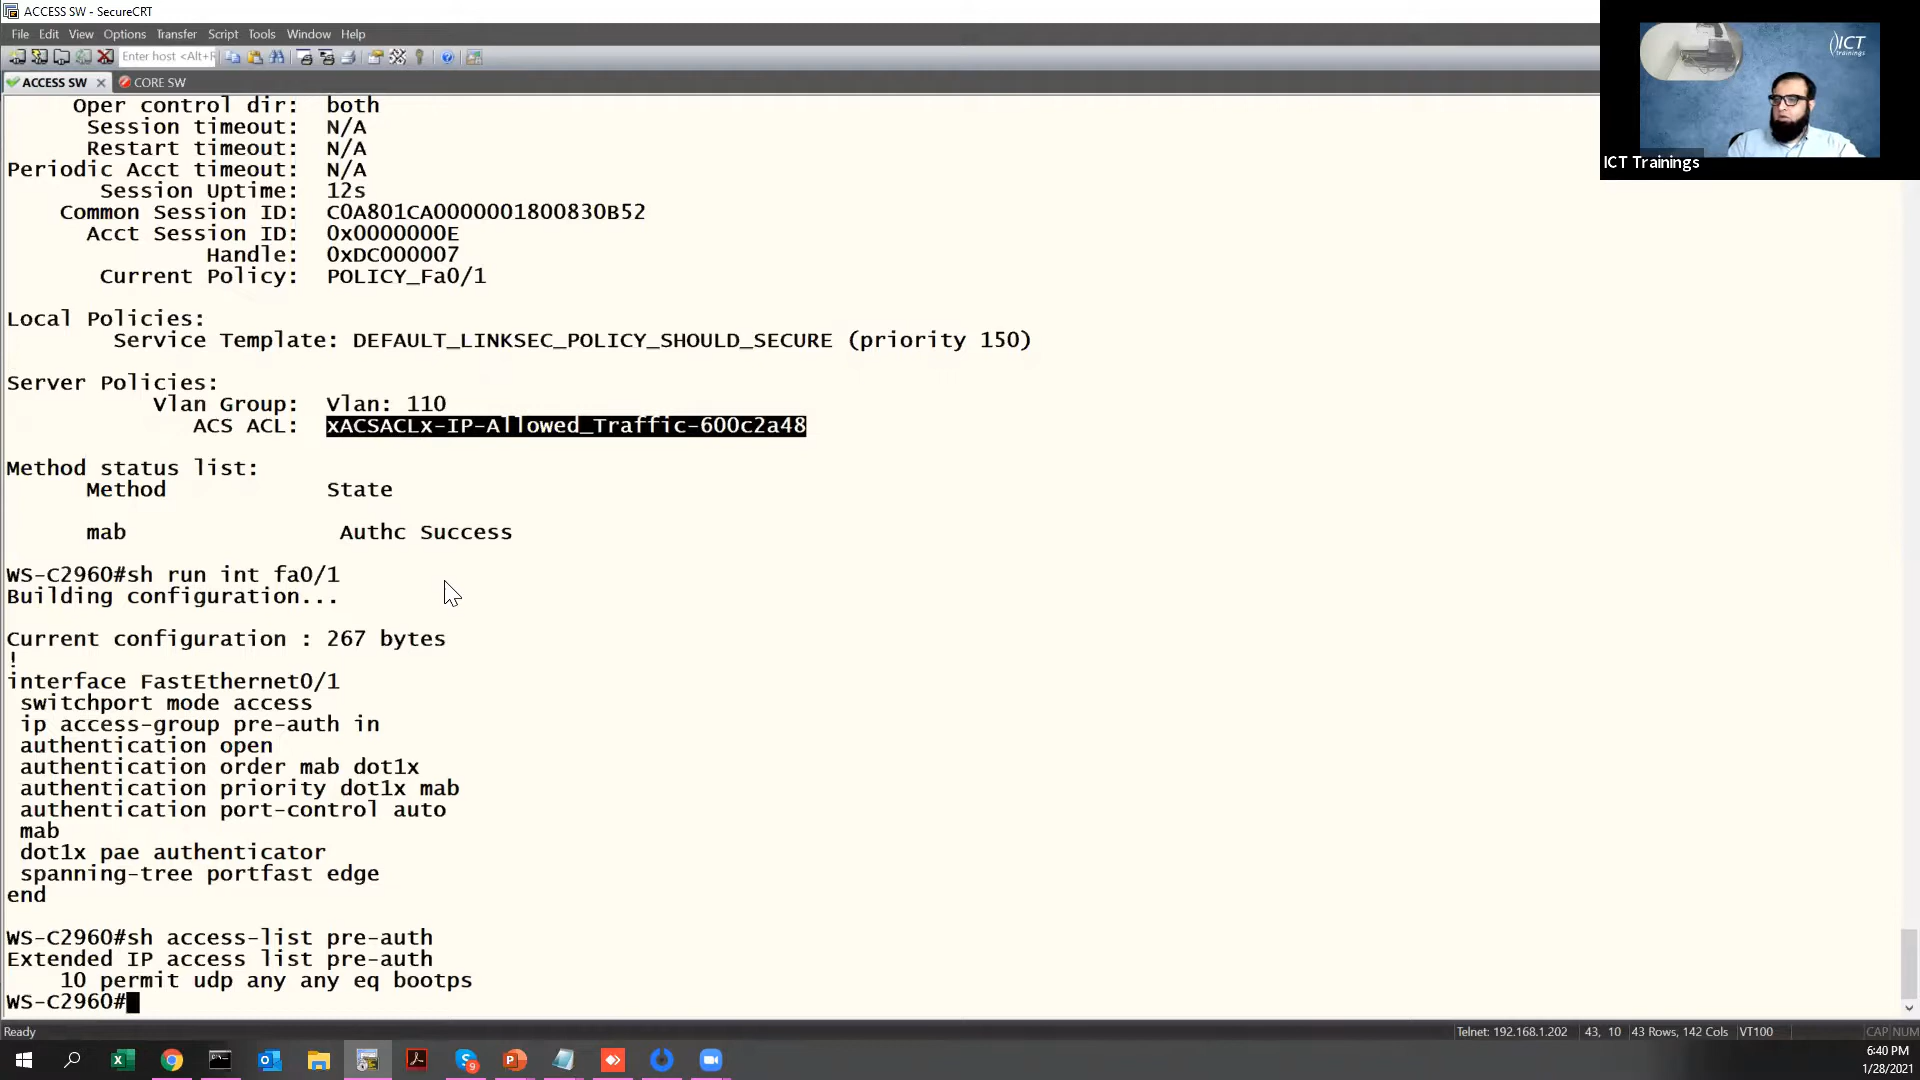 ACCESS SW - SecureCRT
File Edit View Options Transfer Script Tools Window Help
Enter host <Alt+R
ACCESS SW CORE SW
Oper control dir: both
Session timeout: N/A
Restart timeout: N/A
Periodic Acct timeout: N/A
Session Uptime: 12s
Common Session ID: C0A801CA0000001800830B52
Acct Session ID: 0x0000000E
Handle: 0xDC000007
Current Policy: POLICY_Fa0/1
Local Policies:
Service Template: DEFAULT_LINKSEC_POLICY_SHOULD_SECURE (priority 150)
Server Policies:
Vlan Group: Vlan: 110
ACS ACL: xACSACLx-IP-Allowed_Traffic-600c2a48
Method status list:
Method State
mab Authc Success
WS-C2960#sh run int fa0/1
Building configuration...
Current configuration : 267 bytes
!
interface FastEthernet0/1
switchport mode access
ip access-group pre-auth in
authentication open
authentication order mab dot1x
authentication priority dot1x mab
authentication port-control auto
mab
dot1x pae authenticator
spanning-tree portfast edge
end
WS-C2960#sh access-list pre-auth
Extended IP access list pre-auth
10 permit udp any any eq bootps
WS-C2960#
ICT
trainings
ICT Trainings
Ready Telnet: 192.168.1.202 43, 10 43 Rows, 142 Cols VT100 CAP NUM
9
6:40 PM
1/28/2021